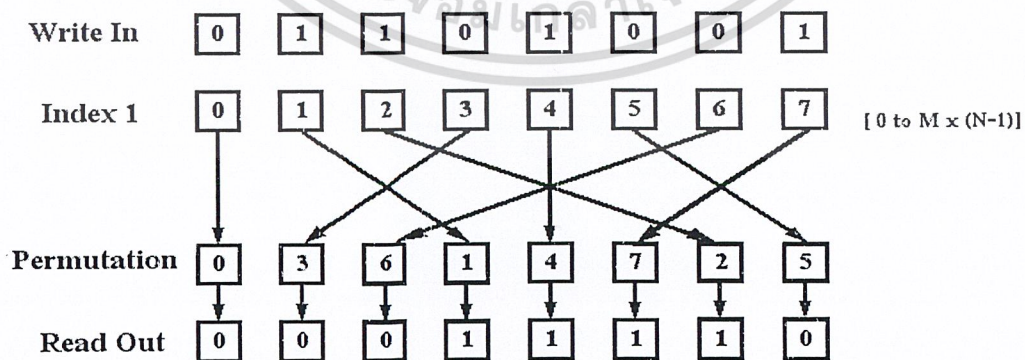 Write In 0 1 1 0 1 0 0 1
Index 1 0 1 2 3 4 5 6 7 [ 0 to M x (N-1)]
Permutation 0 3 6 1 4 7 2 5
Read Out 0 0 0 1 1 1 1 0